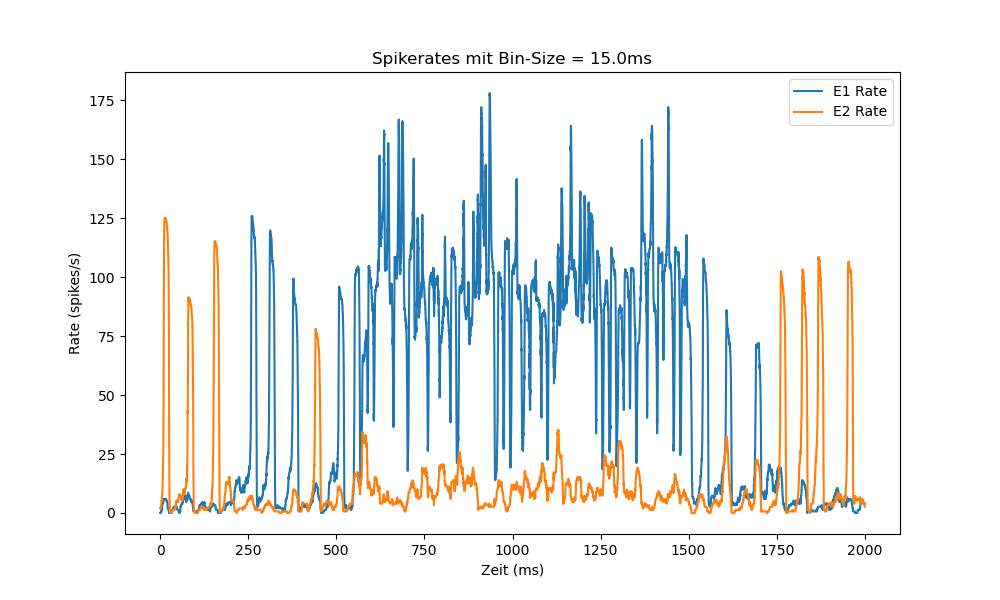 Spikerates mit Bin-Size = 15.0ms
E1 Rate
E2 Rate
175
150
125
100
75
50
25
0
Rate (spikes/s)
0 250 500 750 1000 1250 1500 1750 2000
Zeit (ms)